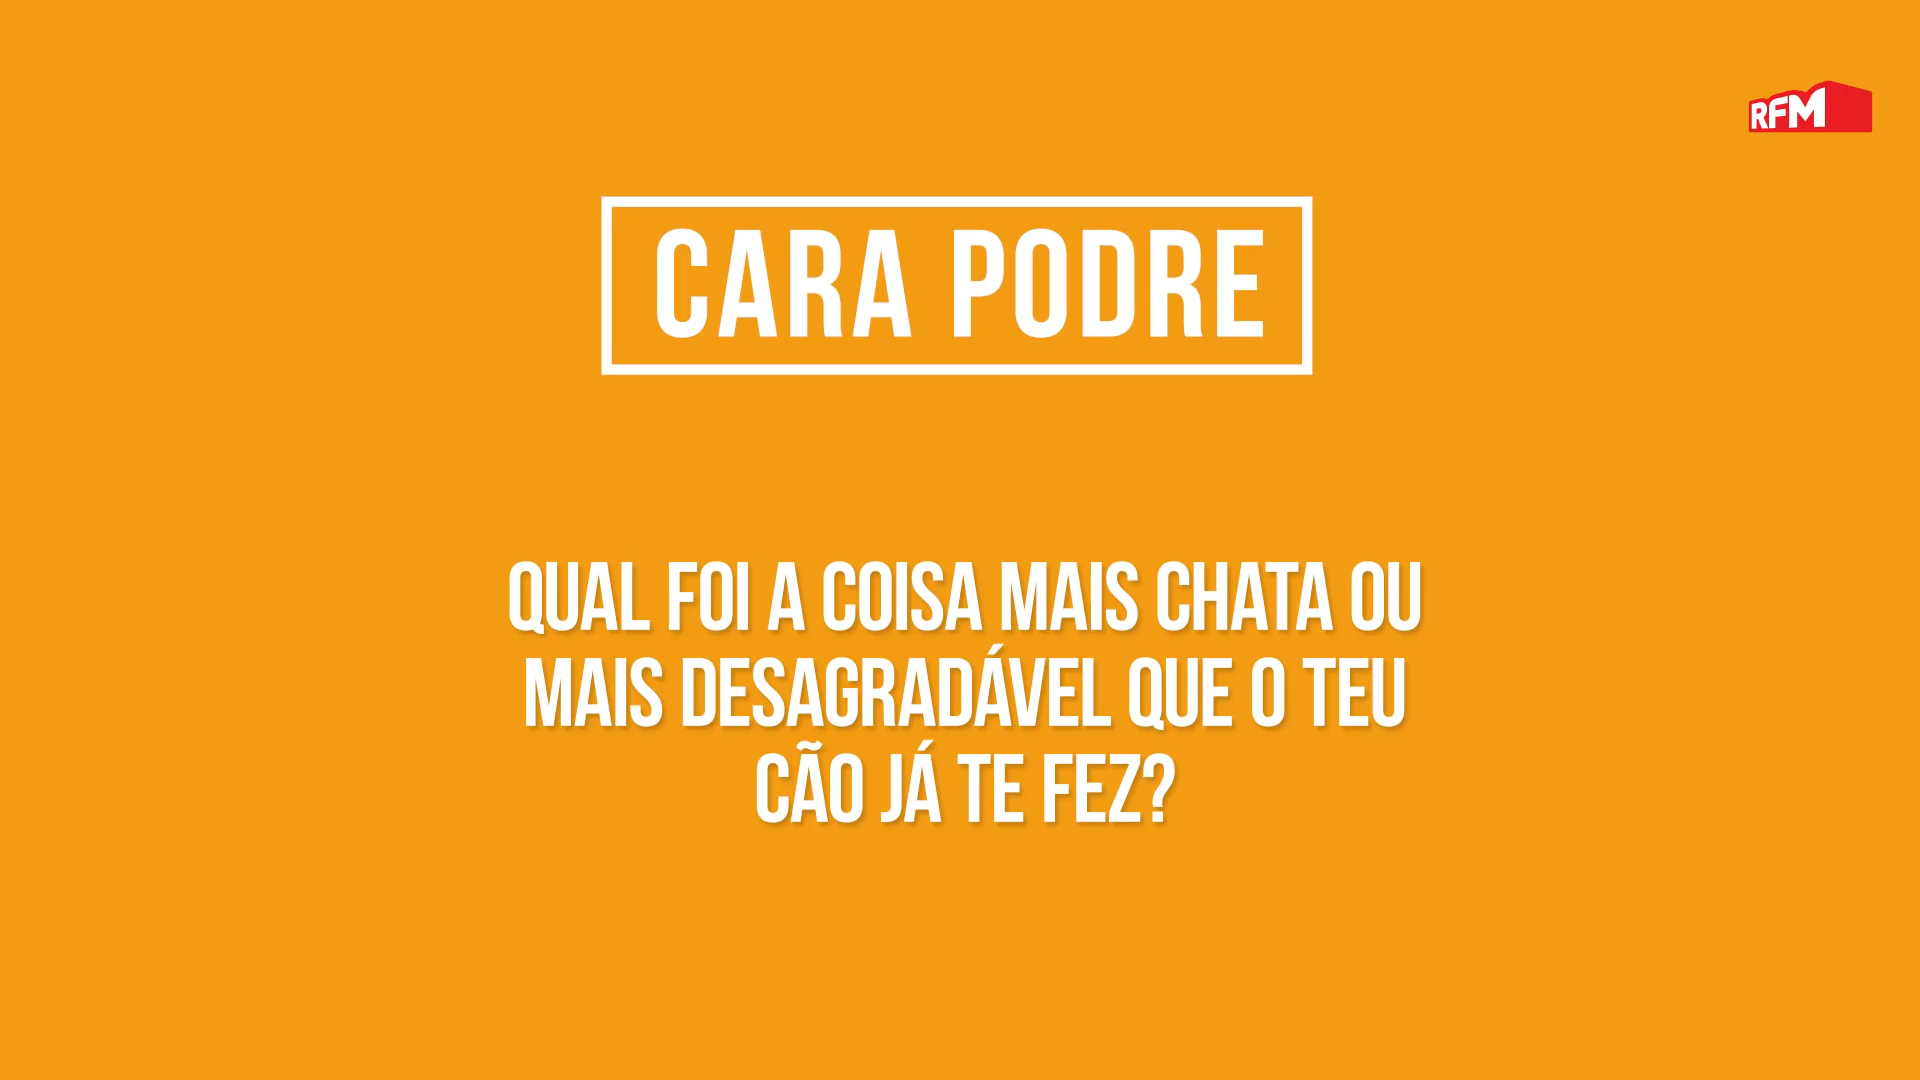 RFM
CARA PODRE
QUAL FOI A COISA MAIS CHATA OU
MAIS DESAGRADÁVEL QUE O TEU
CÃO JÁ TE FEZ?